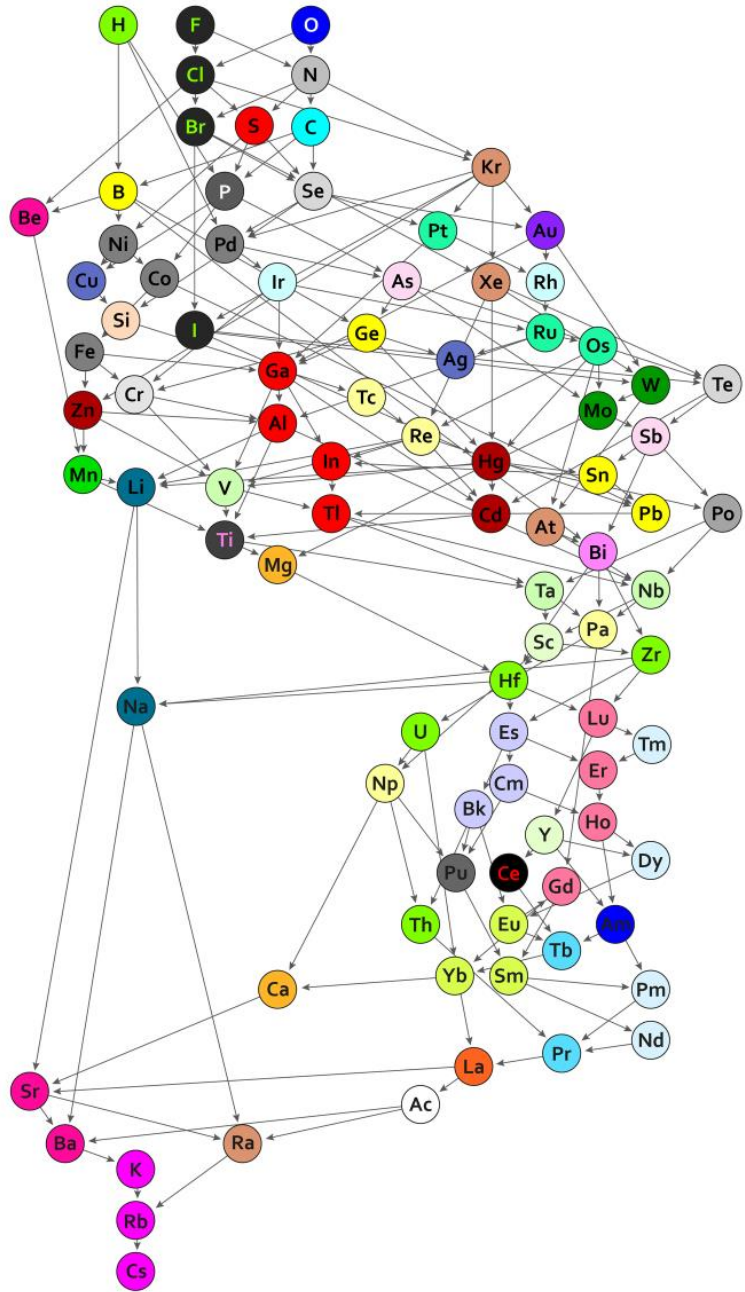 H F O
Cl N
Br S C
Kr
B P Se
Be
Pt Au
Ni Pd
Cu Co Ir As Xe Rh
Si
I Ge Ru
Fe Ag Os
Ga
Cr Tc W Te
Zn Mo
Al Re Sb
In Hg
Mn Li V Sn
Tl Cd Pb Po
At
Ti Bi
Mg
Ta Nb
Sc Pa
Zr
Hf
Na Lu
U Es Tm
Er
Np Cm
Bk Ho
Y
Dy
Pu Ce
Gd
Th Eu Am
Tb
Yb Sm
Ca Pm
Nd
Pr
La
Sr
Ac
Ba Ra
K
Rb
Cs